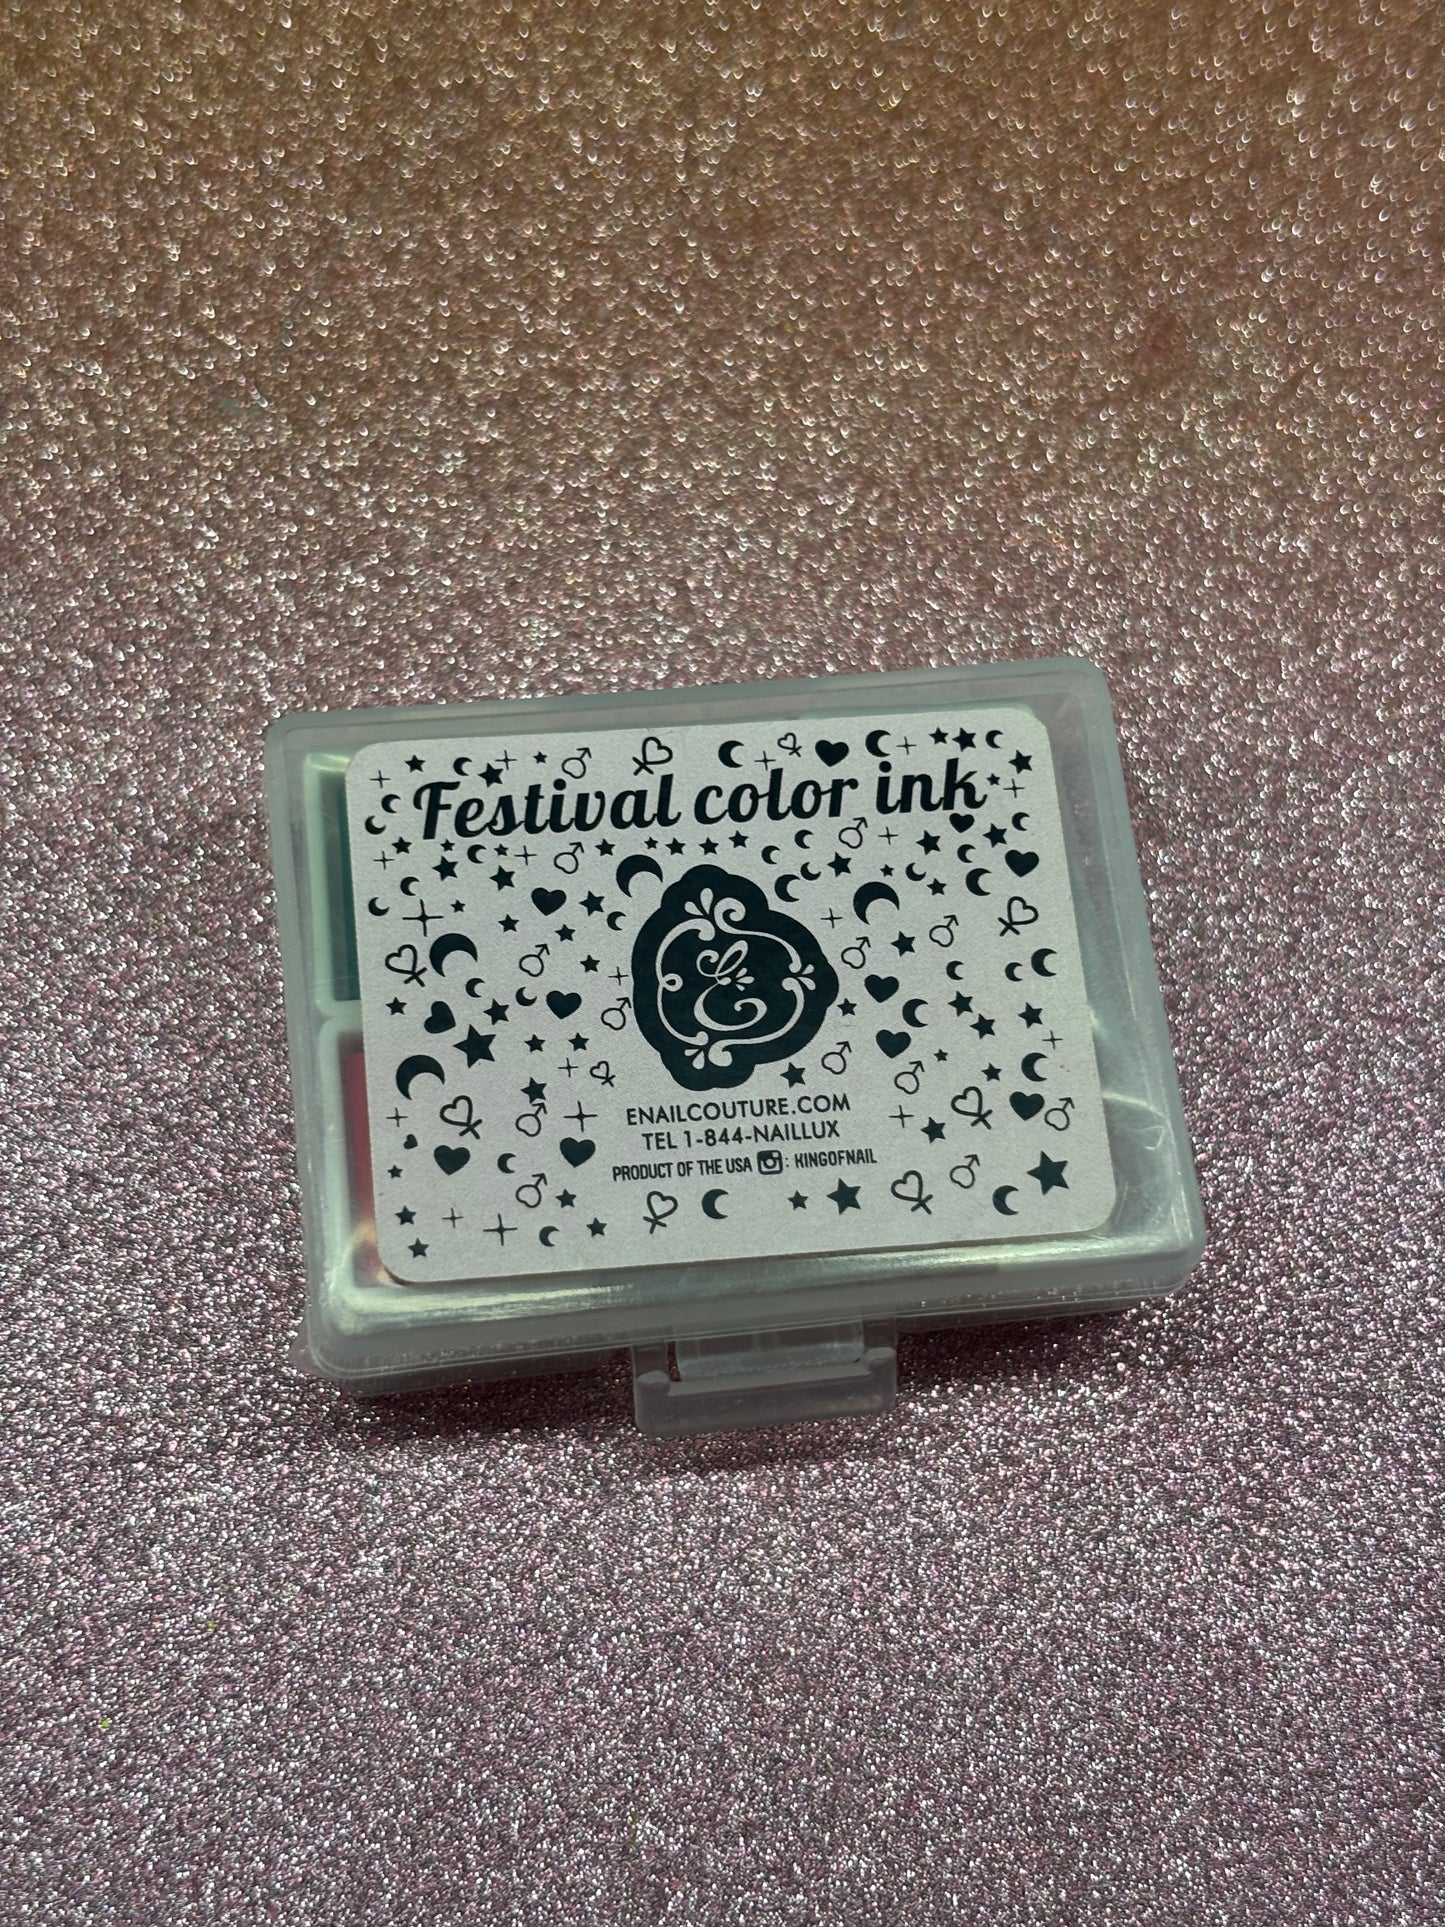 Festival color ink
E
ENAILCOUTURE.COM
TEL 1-844-NAILLUX
PRODUCT OF THE USA : KINGOFNAIL